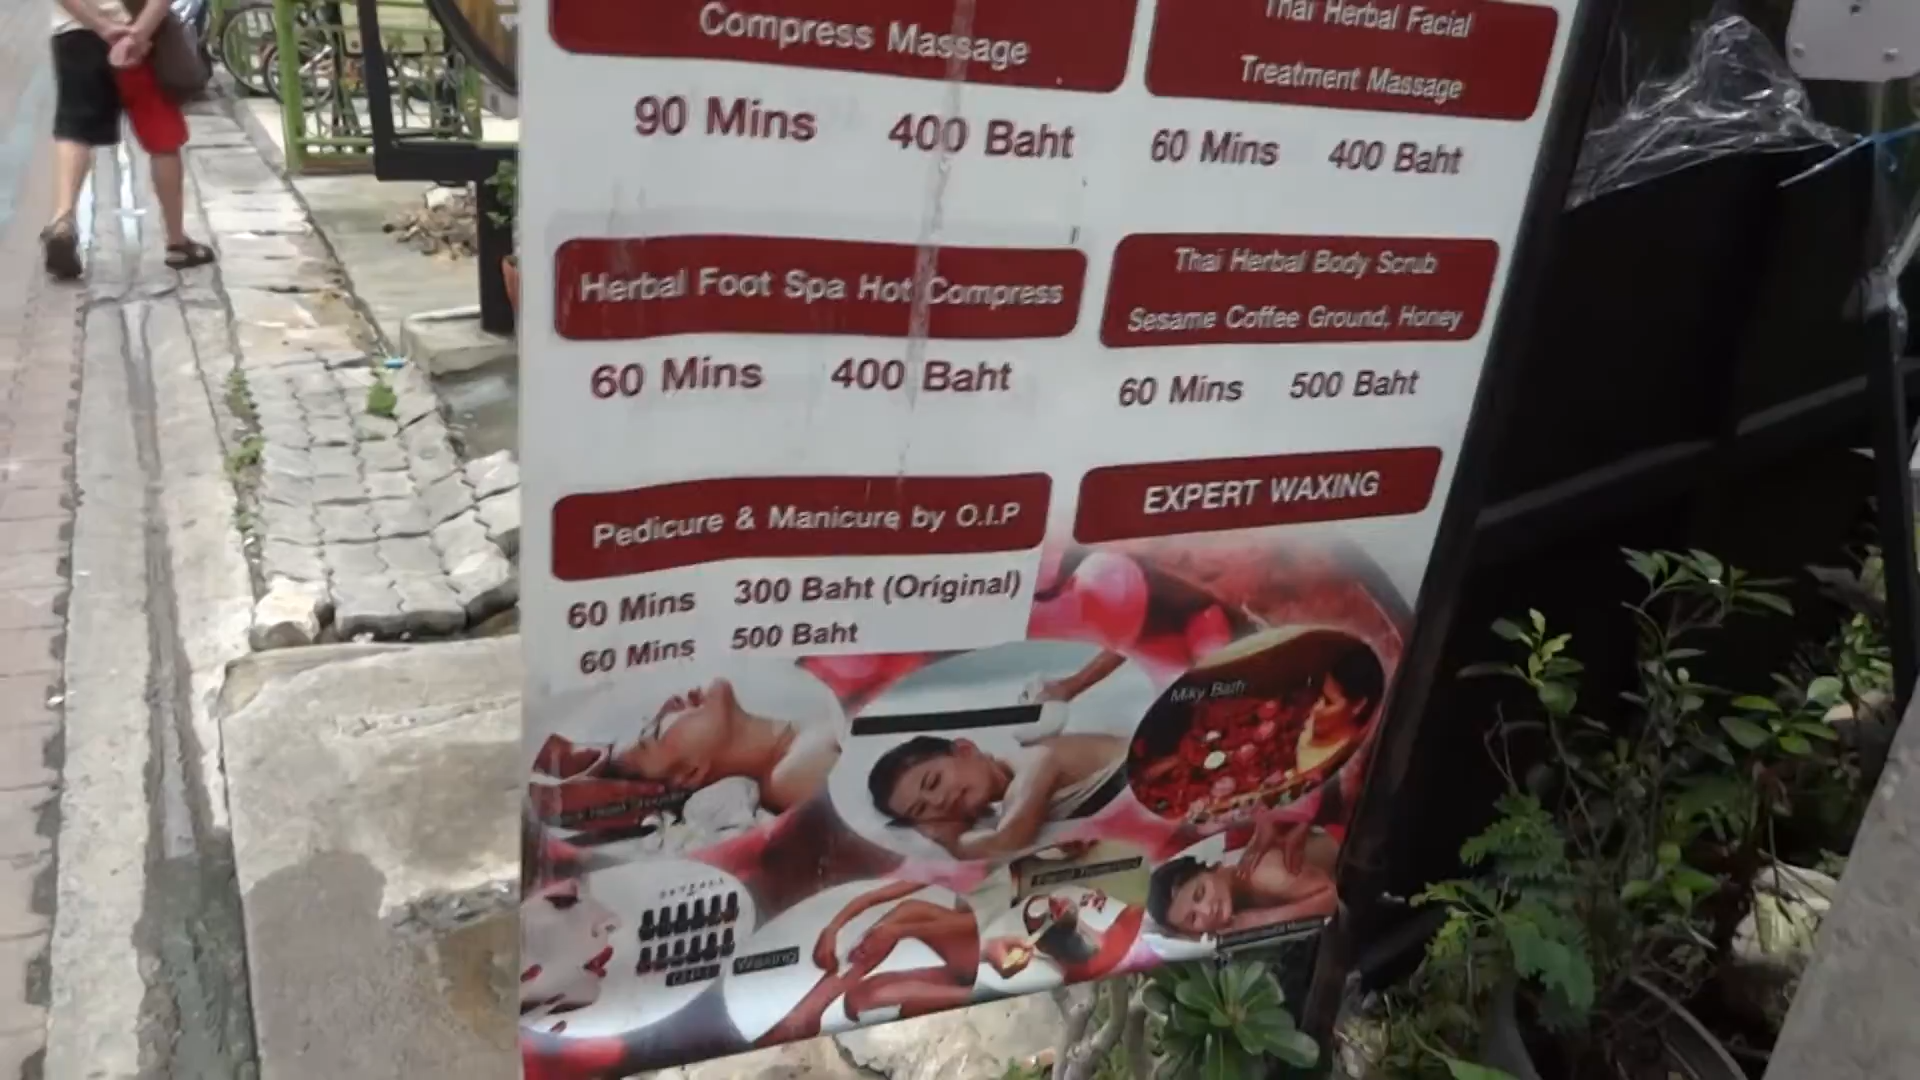 Compress Massage
90 Mins 400 Baht
Thai Herbal Facial
Treatment Massage
60 Mins 400 Baht
Herbal Foot Spa Hot Compress
60 Mins 400 Baht
Thai Herbal Body Scrub
Sesame Coffee Ground, Honey
60 Mins 500 Baht
Pedicure & Manicure by O.I.P
60 Mins 300 Baht (Original)
60 Mins 500 Baht
EXPERT WAXING
Milky Bath
Waxing